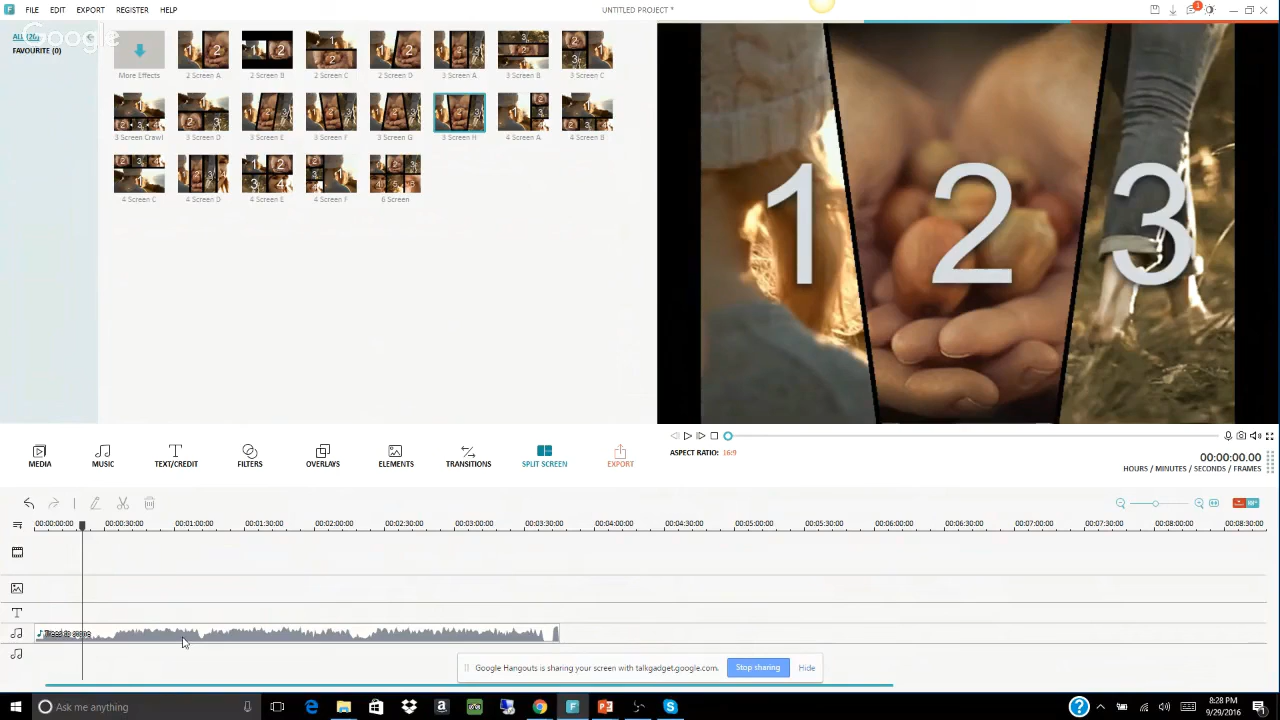 FILE EDIT EXPORT REGISTER HELP UNTITLED PROJECT * 1
ALL (26)
Google
FAVOURITE (0)
More Effects 2 Screen A 2 Screen B 2 Screen C 2 Screen D 3 Screen A 3 Screen B 3 Screen C
3 Screen Crawl 3 Screen D 3 Screen E 3 Screen F 3 Screen G 3 Screen H 4 Screen A 4 Screen B
4 Screen C 4 Screen D 4 Screen E 4 Screen F 6 Screen
1 2 3
MEDIA MUSIC TEXT/CREDIT FILTERS OVERLAYS ELEMENTS TRANSITIONS SPLIT SCREEN EXPORT
ASPECT RATIO: 16:9
00:00:00.00
HOURS / MINUTES / SECONDS / FRAMES
00:00:00:00 00:00:30:00 00:01:00:00 00:01:30:00 00:02:00:00 00:02:30:00 00:03:00:00 00:03:30:00 00:04:00:00 00:04:30:00 00:05:00:00 00:05:30:00 00:06:00:00 00:06:30:00 00:07:00:00 00:07:30:00 00:08:00:00 00:08:30:00
Google Hangouts is sharing your screen with talkgadget.google.com. Stop sharing Hide
Ask me anything
8:28 PM
9/29/2016